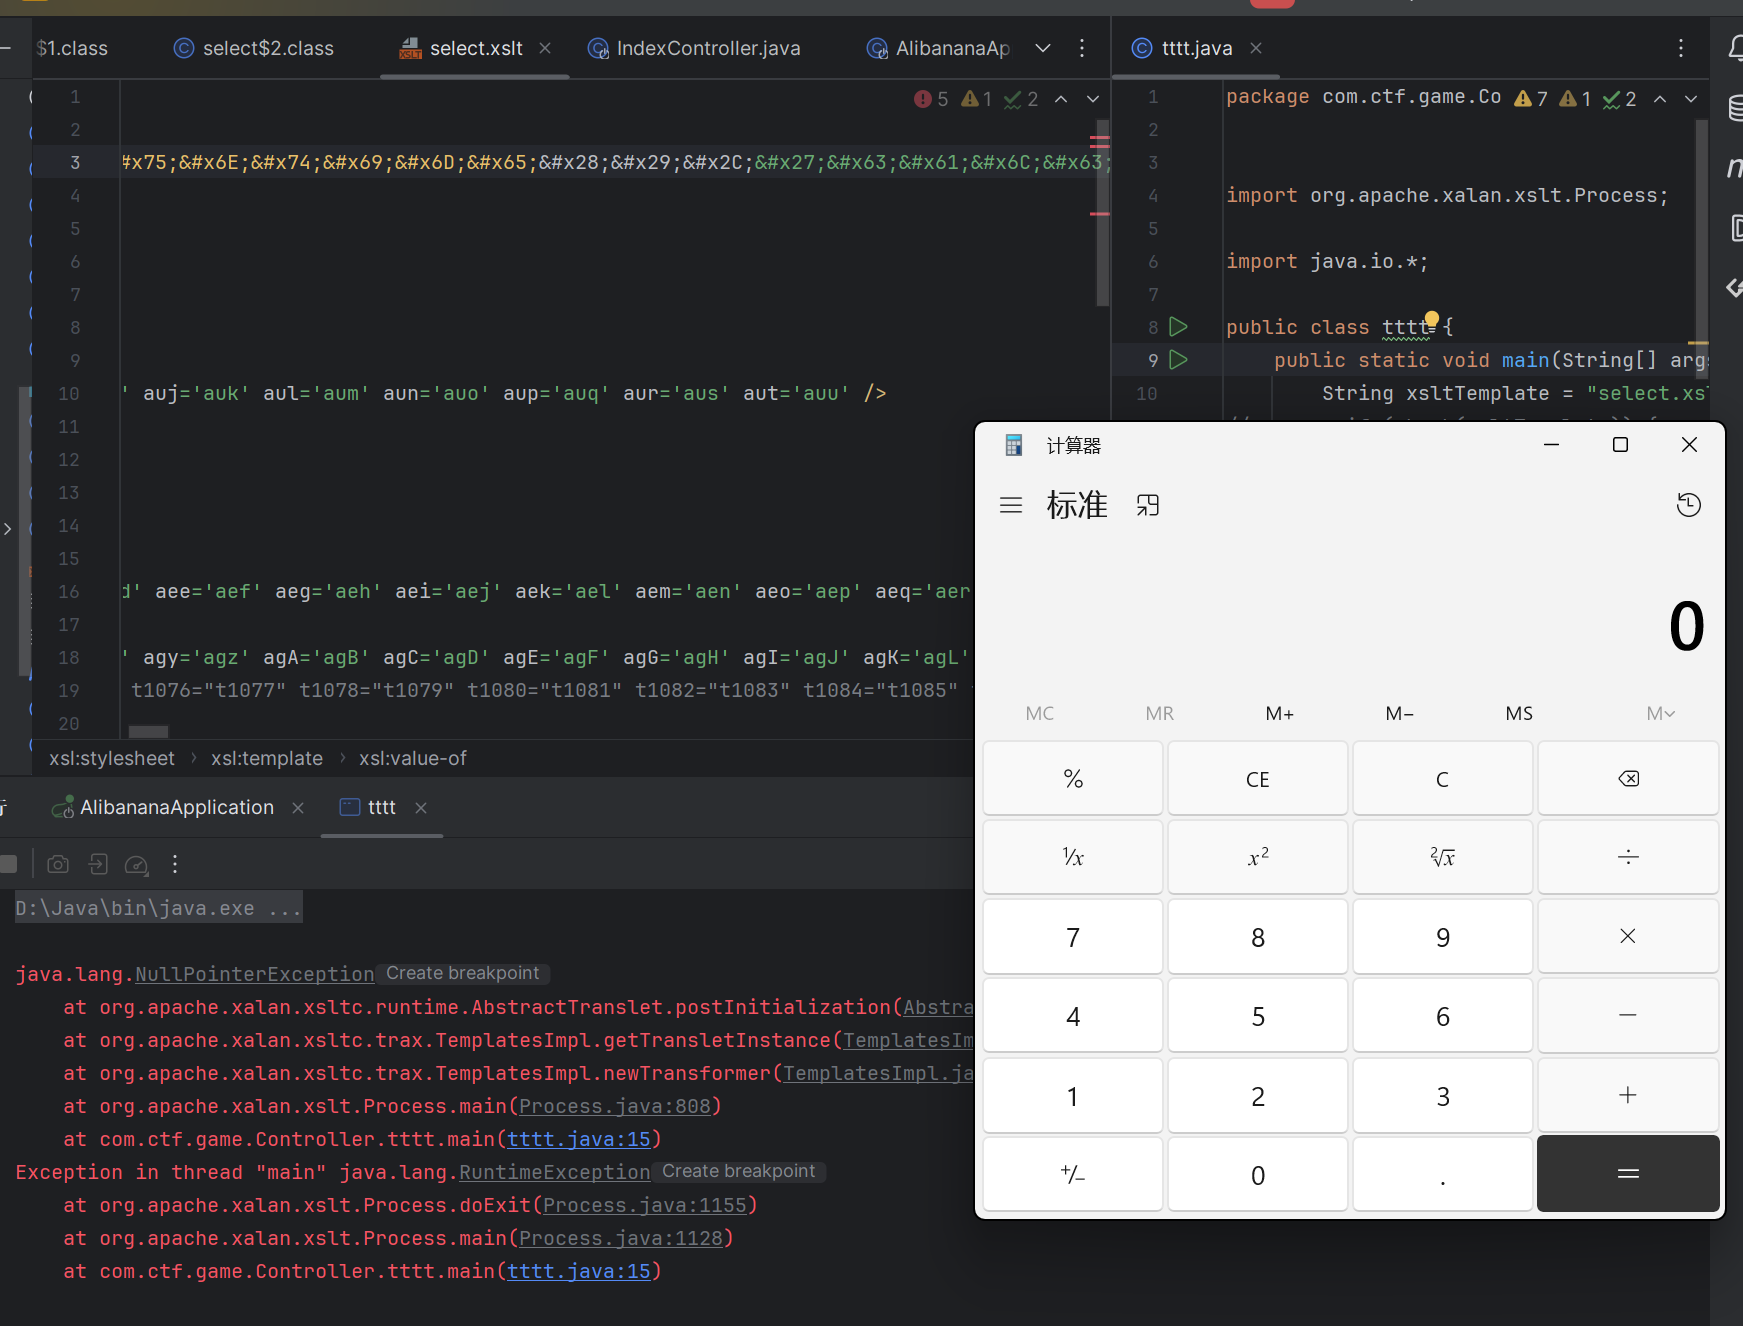 $1.class
select$2.class
select.xslt
IndexController.java
AlibananaAp
tttt.java
1
5
1
2
2
3
#x75;&#x6E;&#x74;&#x69;&#x6D;&#x65;&#x28;&#x29;&#x2C;&#x27;&#x63;&#x61;&#x6C;&#x63;
4
5
6
7
8
9
10
' auj='auk' aul='aum' aun='auo' aup='auq' aur='aus' aut='auu' />
11
12
13
14
15
16
d' aee='aef' aeg='aeh' aei='aej' aek='ael' aem='aen' aeo='aep' aeq='aer
17
18
' agy='agz' agA='agB' agC='agD' agE='agF' agG='agH' agI='agJ' agK='agL'
19
t1076="t1077" t1078="t1079" t1080="t1081" t1082="t1083" t1084="t1085"
20
xsl:stylesheet › xsl:template › xsl:value-of
1
package com.ctf.game.Co
7
1
2
2
3
4
import org.apache.xalan.xslt.Process;
5
6
import java.io.*;
7
8
public class tttt {
9
public static void main(String[] args
10
String xsltTemplate = "select.xs
AlibananaApplication
tttt
D:\Java\bin\java.exe ...
java.lang.NullPointerException Create breakpoint
at org.apache.xalan.xsltc.runtime.AbstractTranslet.postInitialization(Abstra
at org.apache.xalan.xsltc.trax.TemplatesImpl.getTransletInstance(TemplatesIm
at org.apache.xalan.xsltc.trax.TemplatesImpl.newTransformer(TemplatesImpl.ja
at org.apache.xalan.xslt.Process.main(Process.java:808)
at com.ctf.game.Controller.tttt.main(tttt.java:15)
Exception in thread "main" java.lang.RuntimeException Create breakpoint
at org.apache.xalan.xslt.Process.doExit(Process.java:1155)
at org.apache.xalan.xslt.Process.main(Process.java:1128)
at com.ctf.game.Controller.tttt.main(tttt.java:15)
计算器
标准
0
MC MR M+ M− MS M
% CE C
¹/x x² ²√x ÷
7 8 9 ×
4 5 6 −
1 2 3 +
+/− 0 . =